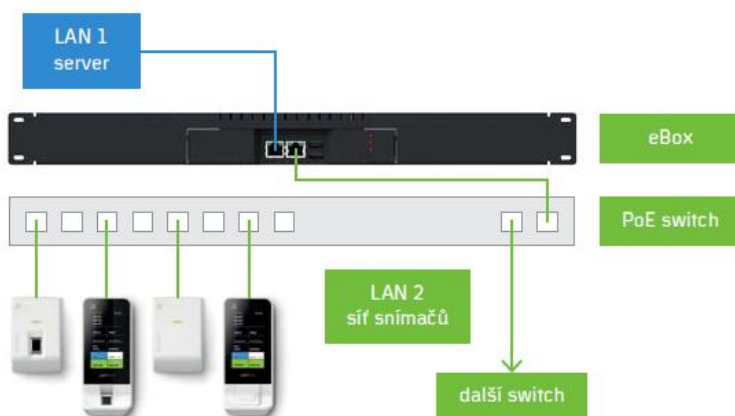 LAN 1
server
eBox
PoE switch
LAN 2
síť snímačů
další switch